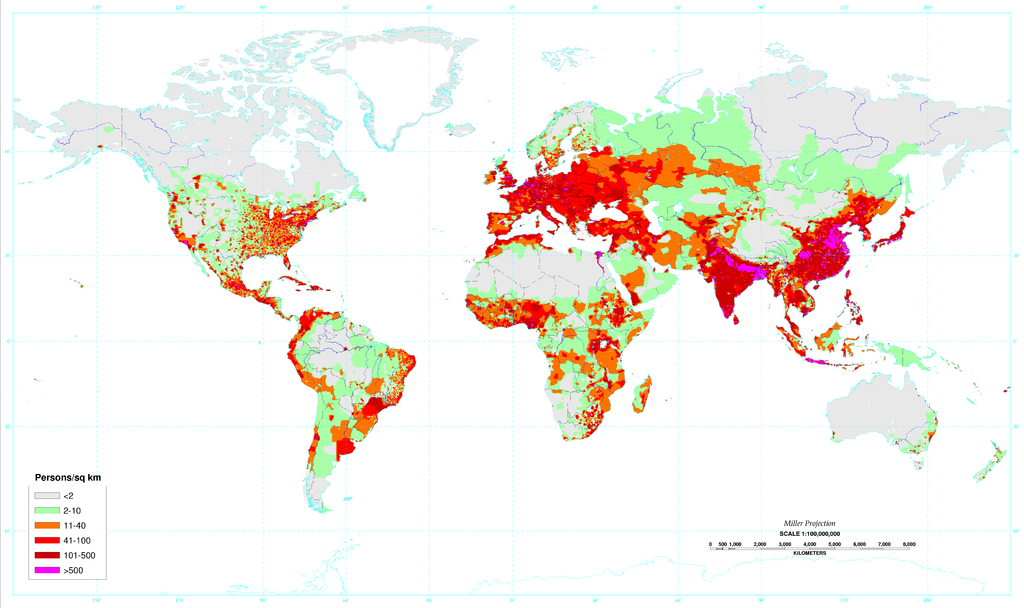 Persons/sq km
<2
2-10
11-40
41-100
101-500
>500
Miller Projection
SCALE 1:100,000,000
0 500 1,000 2,000 3,000 4,000 5,000 6,000 7,000 8,000
KILOMETERS